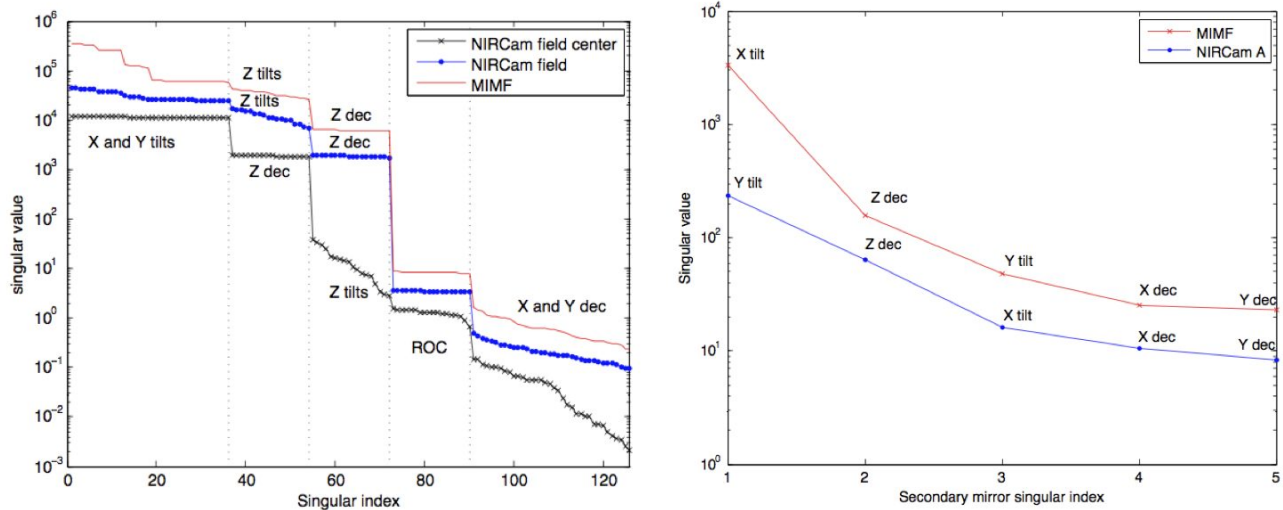 10^6
10^5
10^4
10^3
10^2
10^1
10^0
10^-1
10^-2
10^-3
singular value
0
20
40
60
80
100
120
Singular index
NIRCam field center
NIRCam field
MIMF
Z tilts
Z tilts
X and Y tilts
Z dec
Z dec
Z dec
Z tilts
ROC
X and Y dec
10^4
10^3
10^2
10^1
10^0
Singular value
1
2
3
4
5
Secondary mirror singular index
MIMF
NIRCam A
X tilt
Y tilt
Z dec
Z dec
Y tilt
X tilt
X dec
X dec
Y dec
Y dec